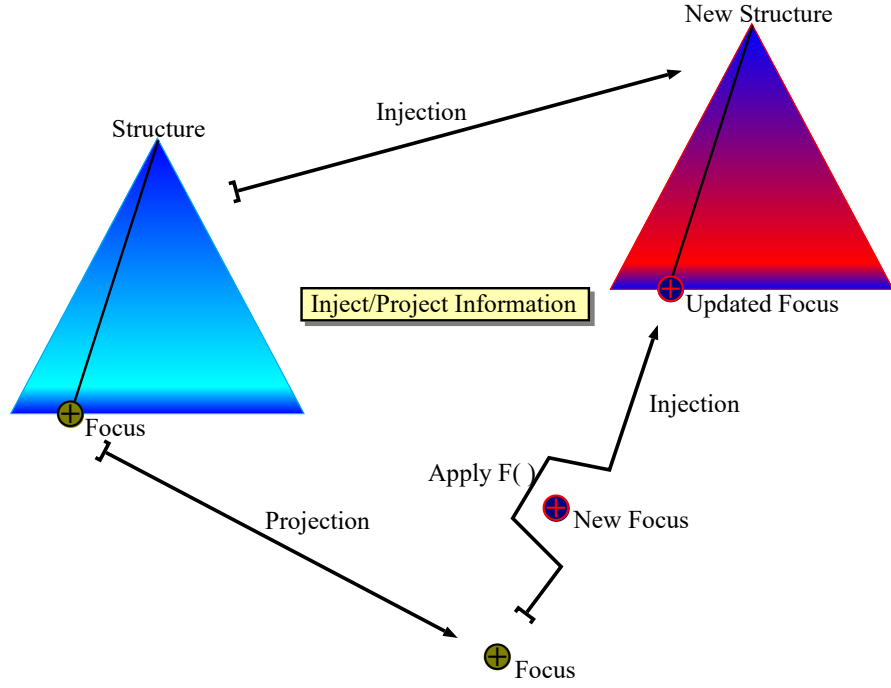 New Structure
Injection
Structure
Inject/Project Information
Updated Focus
Injection
Focus
Apply F( )
New Focus
Projection
Focus